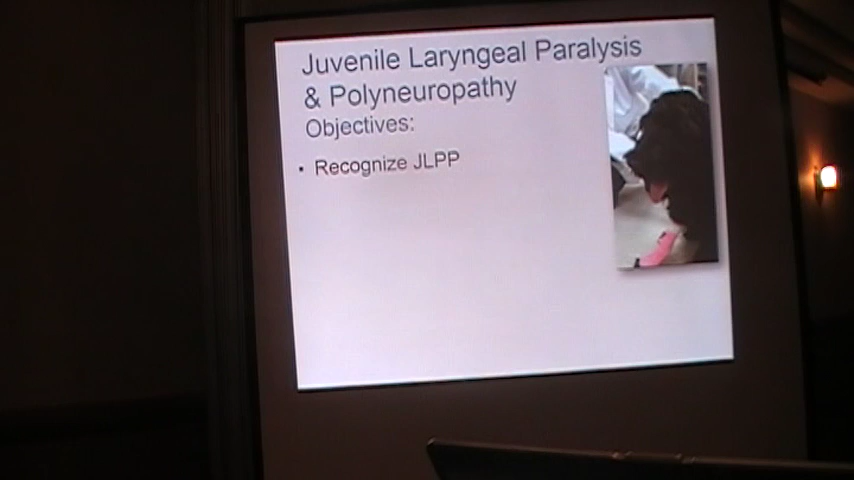 Juvenile Laryngeal Paralysis
& Polyneuropathy
Objectives:
• Recognize JLPP